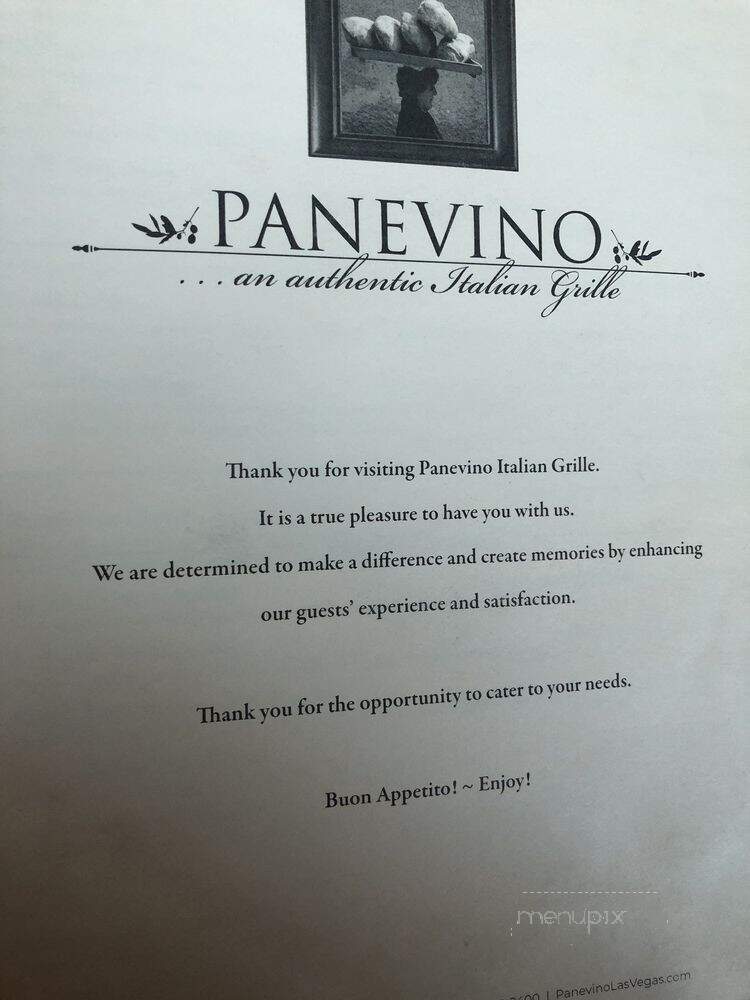 PANEVINO
. . . an authentic Italian Grille
Thank you for visiting Panevino Italian Grille.
It is a true pleasure to have you with us.
We are determined to make a difference and create memories by enhancing
our guests' experience and satisfaction.
Thank you for the opportunity to cater to your needs.
Buon Appetito! ~ Enjoy!
menupix
| PanevinoLasVegas.com